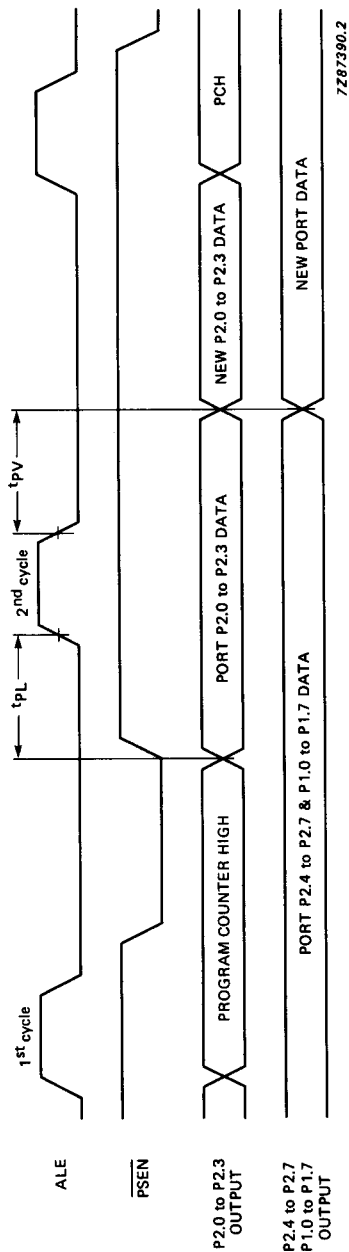 ALE
1st cycle
tPL
2nd cycle
tPV
PSEN
P2.0 to P2.3
OUTPUT
PROGRAM COUNTER HIGH
PORT P2.0 to P2.3 DATA
NEW P2.0 to P2.3 DATA
PCH
P2.4 to P2.7
P1.0 to P1.7
OUTPUT
PORT P2.4 to P2.7 & P1.0 to P1.7 DATA
NEW PORT DATA
7Z87390.2